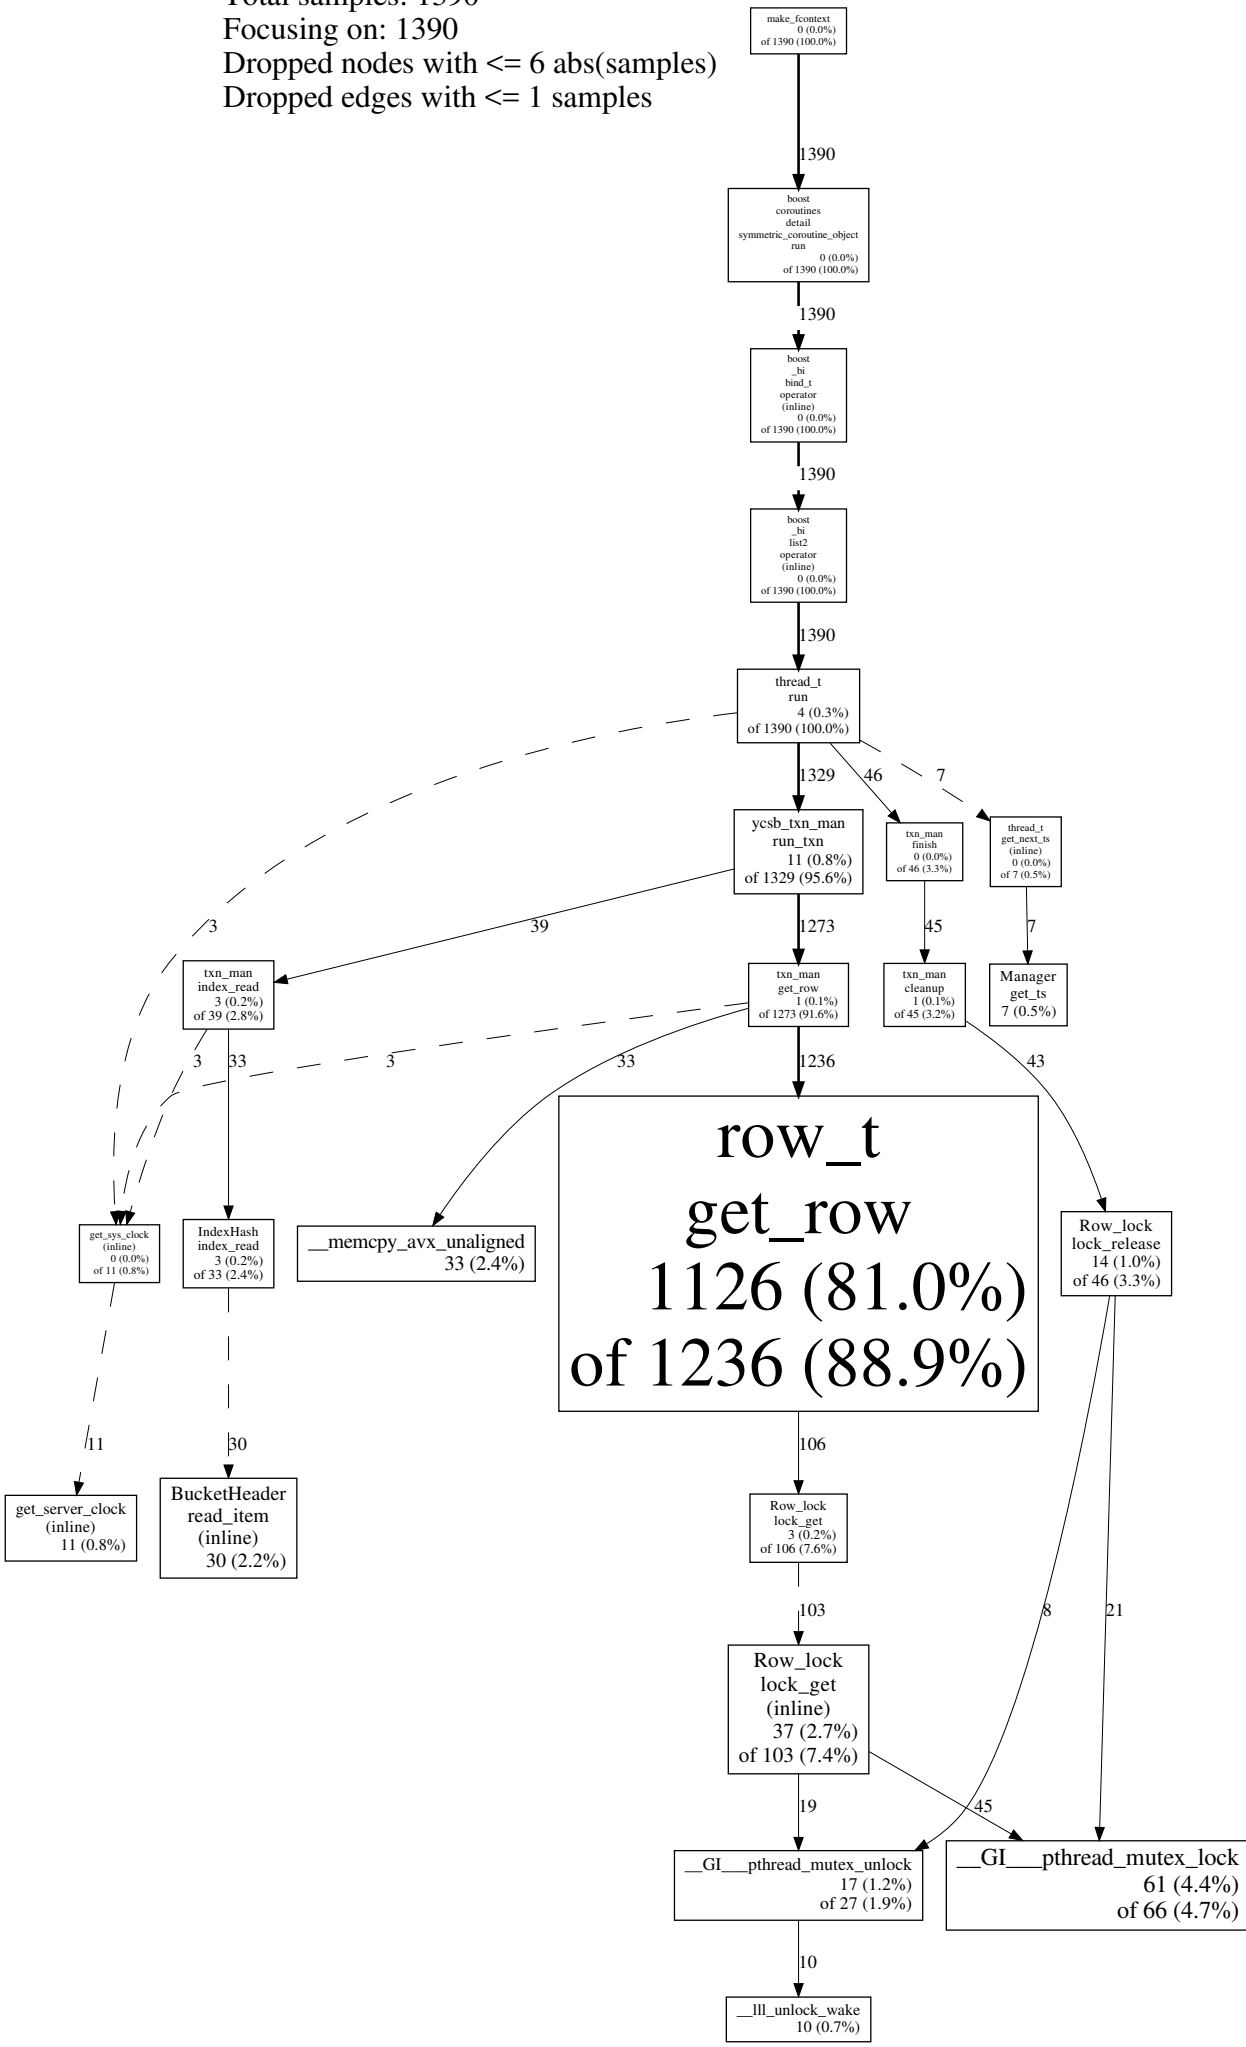 Total samples: 1390
Focusing on: 1390
Dropped nodes with <= 6 abs(samples)
Dropped edges with <= 1 samples
make_fcontext
0 (0.0%)
of 1390 (100.0%)
1390
boost
coroutines
detail
symmetric_coroutine_object
run
0 (0.0%)
of 1390 (100.0%)
1390
boost
_bi
bind_t
operator
(inline)
0 (0.0%)
of 1390 (100.0%)
1390
boost
_bi
list2
operator
(inline)
0 (0.0%)
of 1390 (100.0%)
1390
thread_t
run
4 (0.3%)
of 1390 (100.0%)
1329
46
7
ycsb_txn_man
run_txn
11 (0.8%)
of 1329 (95.6%)
txn_man
finish
0 (0.0%)
of 46 (3.3%)
thread_t
get_next_ts
(inline)
0 (0.0%)
of 7 (0.5%)
3
39
1273
45
7
txn_man
index_read
3 (0.2%)
of 39 (2.8%)
txn_man
get_row
1 (0.1%)
of 1273 (91.6%)
txn_man
cleanup
1 (0.1%)
of 45 (3.2%)
Manager
get_ts
7 (0.5%)
3
33
3
33
1236
43
get_sys_clock
(inline)
0 (0.0%)
of 11 (0.8%)
IndexHash
index_read
3 (0.2%)
of 33 (2.4%)
__memcpy_avx_unaligned
33 (2.4%)
row_t
get_row
1126 (81.0%)
of 1236 (88.9%)
Row_lock
lock_release
14 (1.0%)
of 46 (3.3%)
11
30
106
get_server_clock
(inline)
11 (0.8%)
BucketHeader
read_item
(inline)
30 (2.2%)
Row_lock
lock_get
3 (0.2%)
of 106 (7.6%)
103
8
21
Row_lock
lock_get
(inline)
37 (2.7%)
of 103 (7.4%)
19
45
__GI___pthread_mutex_unlock
17 (1.2%)
of 27 (1.9%)
__GI___pthread_mutex_lock
61 (4.4%)
of 66 (4.7%)
10
__lll_unlock_wake
10 (0.7%)